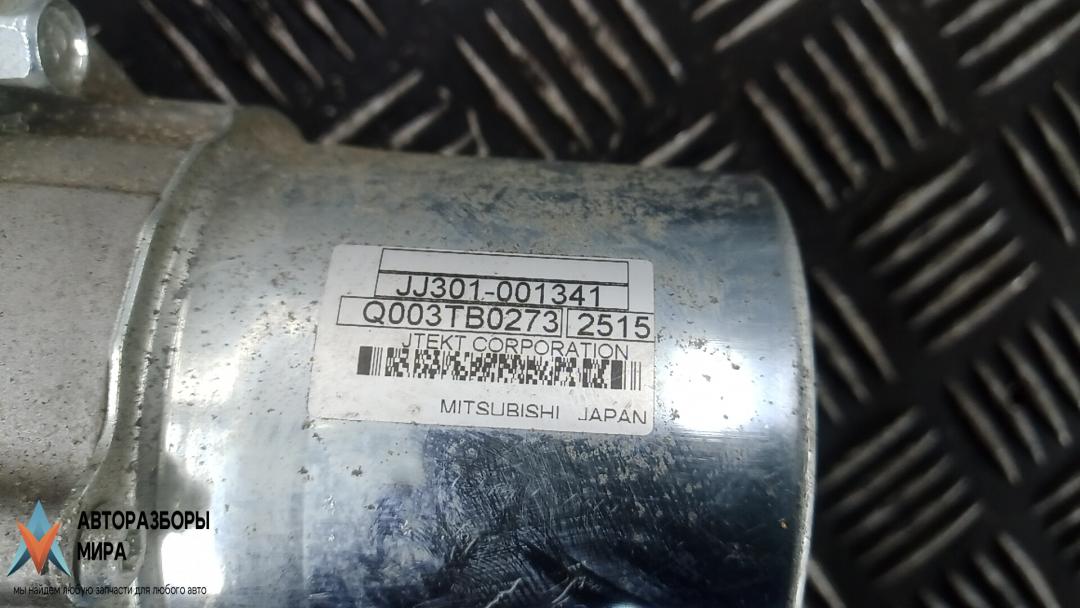 JJ301-001341
Q003TB0273 2515
JTEKT CORPORATION
MITSUBISHI JAPAN
АВТОРАЗБОРЫ
МИРА
мы найдем любую запчасти для любого авто